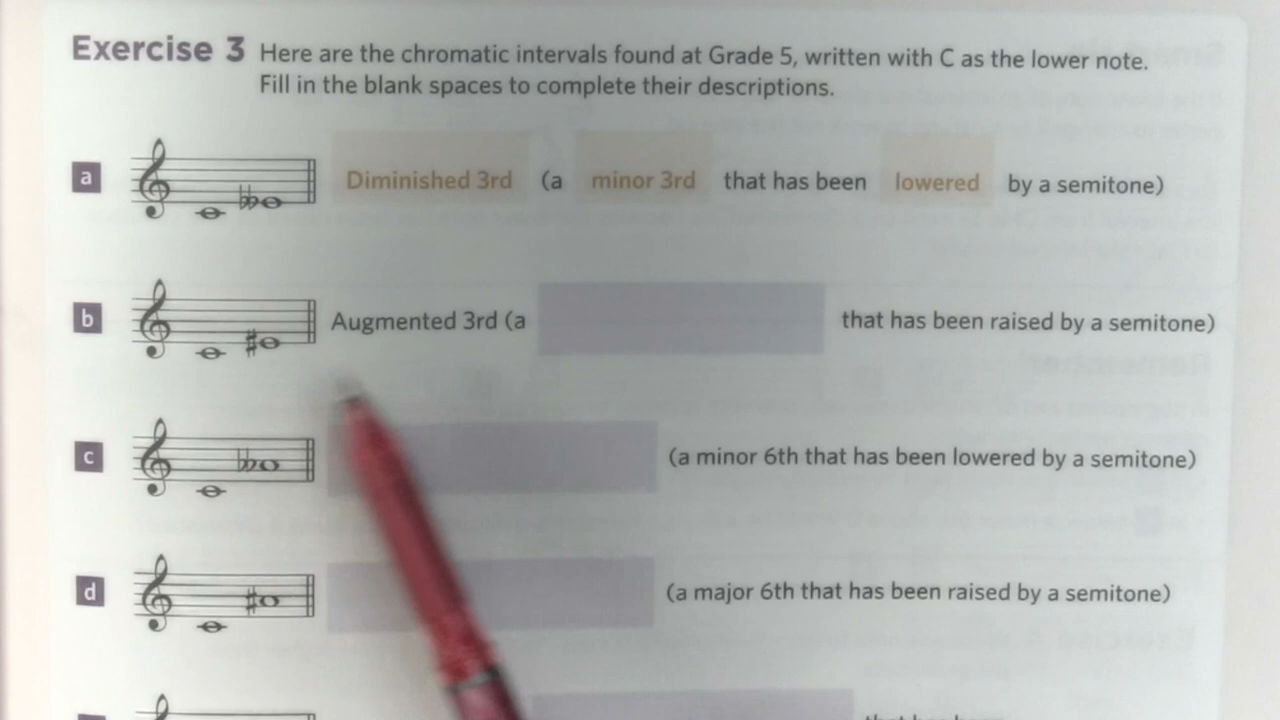 Exercise 3 Here are the chromatic intervals found at Grade 5, written with C as the lower note.
Fill in the blank spaces to complete their descriptions.
a Diminished 3rd (a minor 3rd that has been lowered by a semitone)
b Augmented 3rd (a that has been raised by a semitone)
c (a minor 6th that has been lowered by a semitone)
d (a major 6th that has been raised by a semitone)
that has been